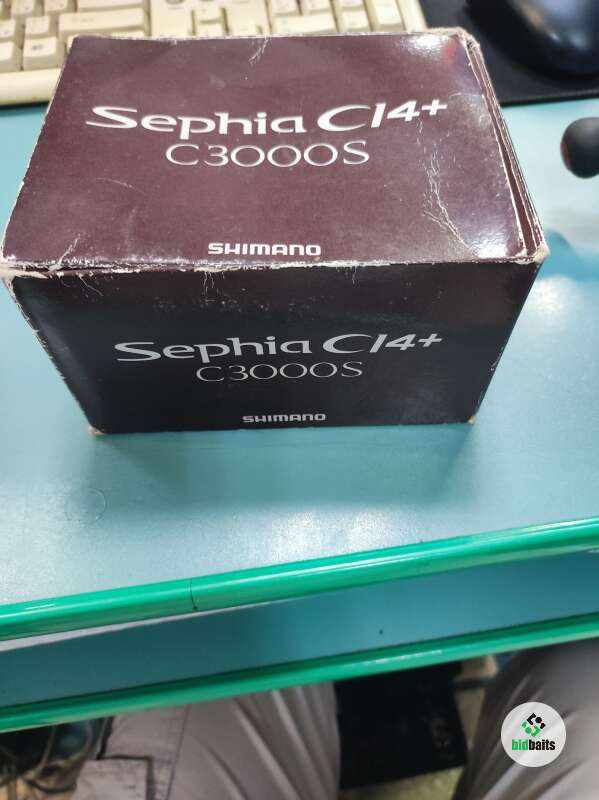 Sephia CI4+
C3000S
SHIMANO
Sephia CI4+
C3000S
SHIMANO
bidbaits